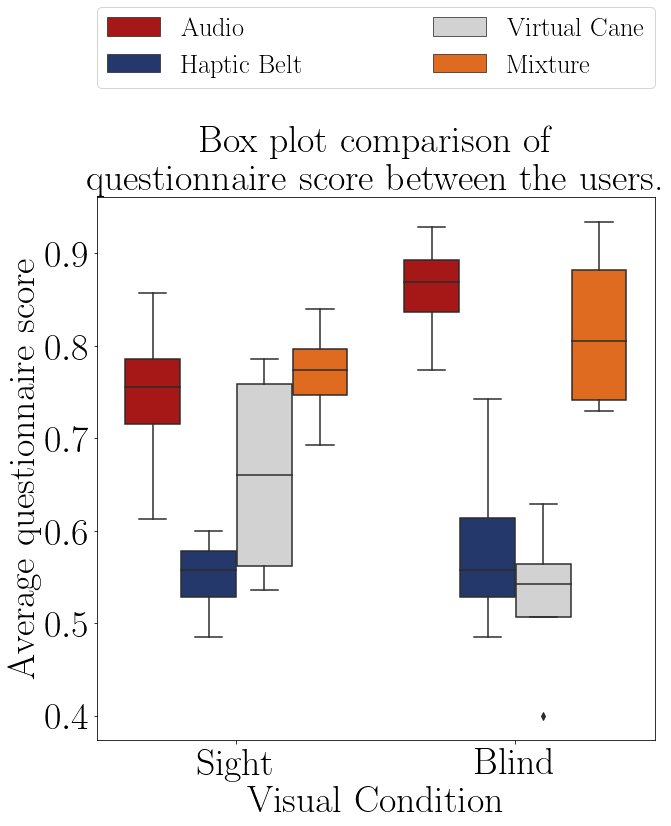 Audio
Haptic Belt
Virtual Cane
Mixture
Box plot comparison of
questionnaire score between the users.
Average questionnaire score
0.9
0.8
0.7
0.6
0.5
0.4
Sight
Blind
Visual Condition